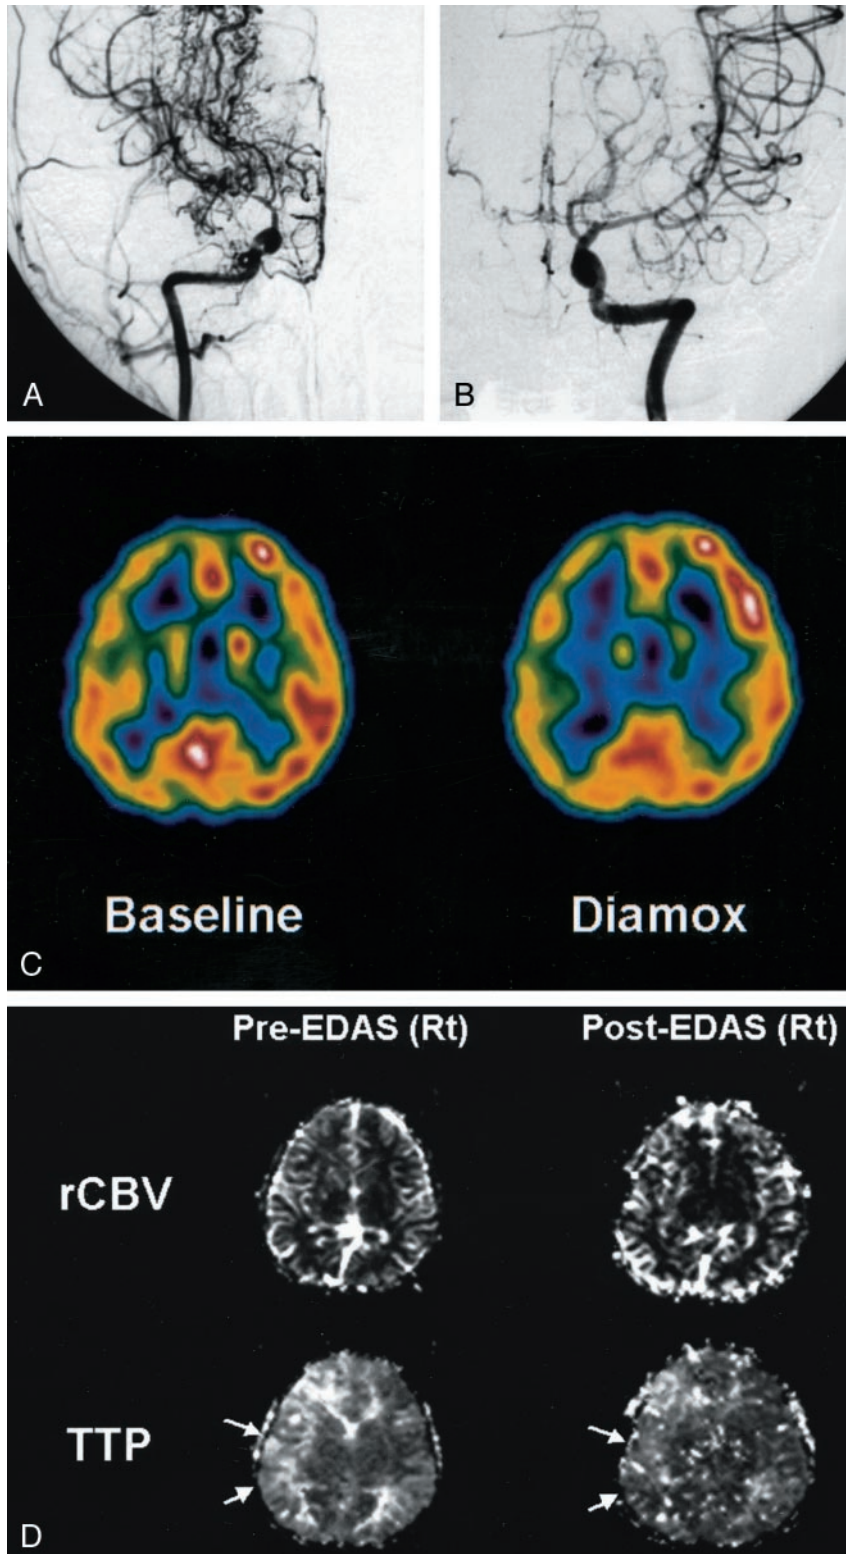 A
B
Baseline
Diamox
C
Pre-EDAS (Rt)
Post-EDAS (Rt)
rCBV
TTP
D